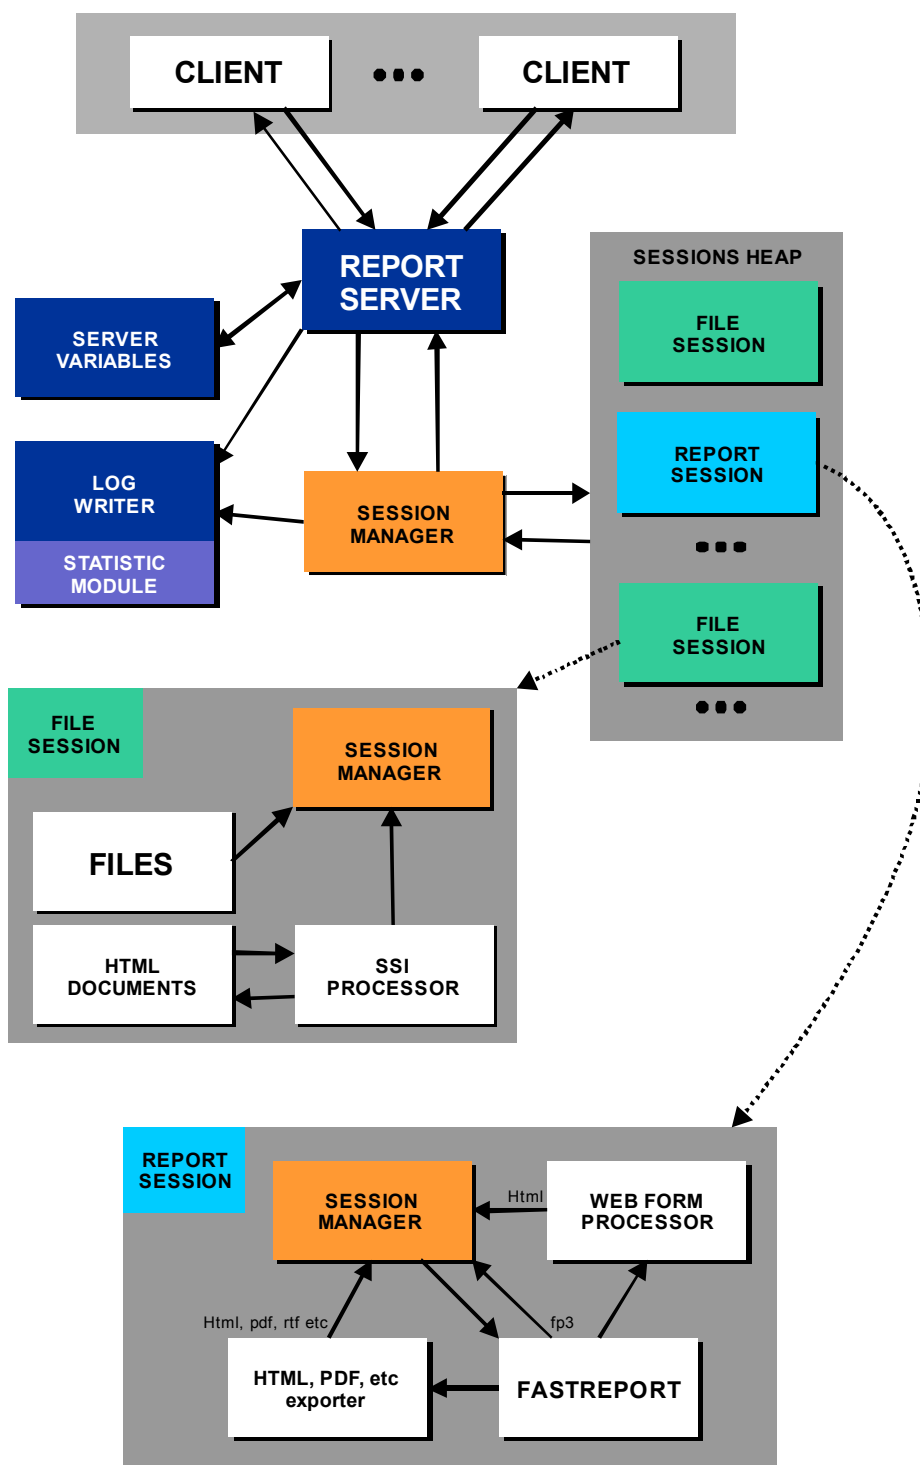 CLIENT
CLIENT
REPORT
SERVER
SESSIONS HEAP
FILE
SESSION
SERVER
VARIABLES
REPORT
SESSION
LOG
WRITER
SESSION
MANAGER
STATISTIC
MODULE
FILE
SESSION
FILE
SESSION
SESSION
MANAGER
FILES
HTML
DOCUMENTS
SSI
PROCESSOR
REPORT
SESSION
SESSION
MANAGER
Html
WEB FORM
PROCESSOR
Html, pdf, rtf etc
fp3
HTML, PDF, etc
exporter
FASTREPORT